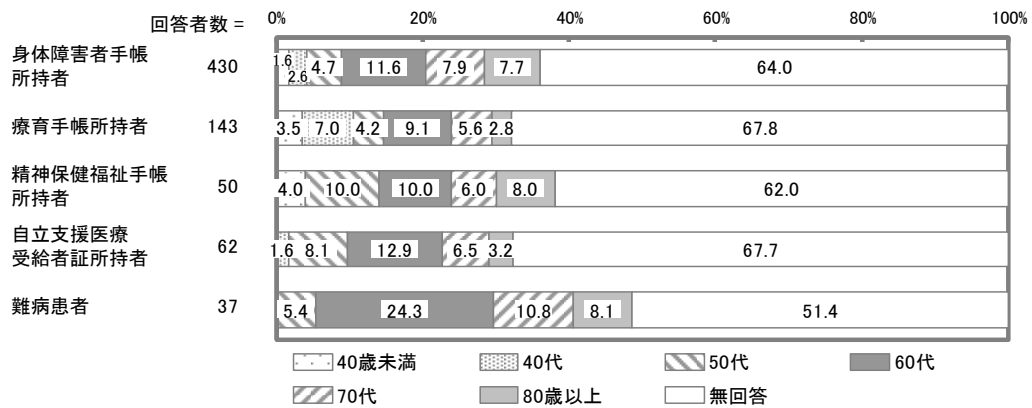 回答者数 =
0% 20% 40% 60% 80% 100%
身体障害者手帳
所持者 430 1.6 2.6 4.7 11.6 7.9 7.7 64.0
療育手帳所持者 143 3.5 7.0 4.2 9.1 5.6 2.8 67.8
精神保健福祉手帳
所持者 50 4.0 10.0 10.0 6.0 8.0 62.0
自立支援医療
受給者証所持者 62 1.6 8.1 12.9 6.5 3.2 67.7
難病患者 37 5.4 24.3 10.8 8.1 51.4
40歳未満 40代 50代 60代
70代 80歳以上 無回答